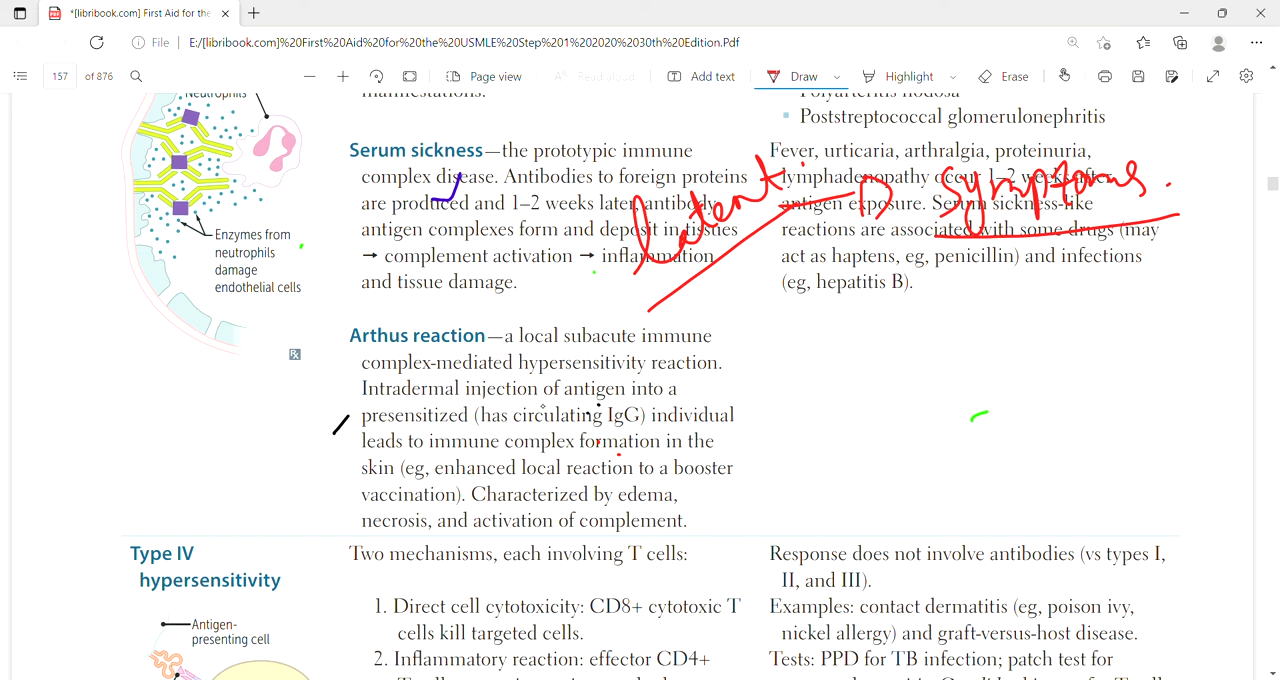 *[libribook.com] First Aid for the
File
E:/[libribook.com]%20First%20Aid%20for%20the%20USMLE%20Step%201%202020%2030th%20Edition.Pdf
157 of 876
Page view
Read aloud
Add text
Draw
Highlight
Erase
Neutrophils
Enzymes from
neutrophils
damage
endothelial cells
Rx
manifestations.
Serum sickness—the prototypic immune
complex disease. Antibodies to foreign proteins
are produced and 1–2 weeks later, antibody-
antigen complexes form and deposit in tissues
→ complement activation → inflammation
and tissue damage.
Polyarteritis nodosa
Poststreptococcal glomerulonephritis
Fever, urticaria, arthralgia, proteinuria,
lymphadenopathy occur 1–2 weeks after
antigen exposure. Serum sickness-like
reactions are associated with some drugs (may
act as haptens, eg, penicillin) and infections
(eg, hepatitis B).
latent
symptoms.
Arthus reaction—a local subacute immune
complex-mediated hypersensitivity reaction.
Intradermal injection of antigen into a
presensitized (has circulating IgG) individual
leads to immune complex formation in the
skin (eg, enhanced local reaction to a booster
vaccination). Characterized by edema,
necrosis, and activation of complement.
Type IV
hypersensitivity
Antigen-
presenting cell
Two mechanisms, each involving T cells:
1. Direct cell cytotoxicity: CD8+ cytotoxic T
cells kill targeted cells.
2. Inflammatory reaction: effector CD4+
Response does not involve antibodies (vs types I,
II, and III).
Examples: contact dermatitis (eg, poison ivy,
nickel allergy) and graft-versus-host disease.
Tests: PPD for TB infection; patch test for